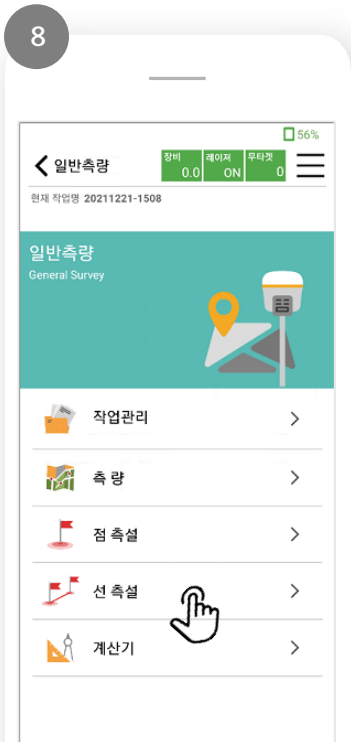 8
56%
일반측량
장비 레이저 무타겟
0.0 ON 0
현재 작업명 20211221-1508
일반측량
General Survey
작업관리
측 량
점 측설
선 측설
계산기